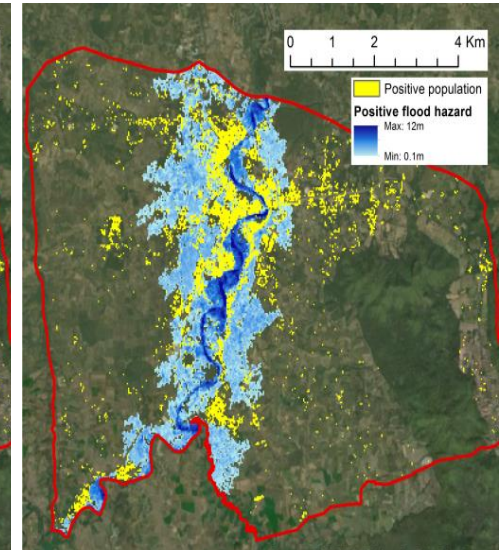 0 1 2 4 Km
Positive population
Positive flood hazard
Max: 12m
Min: 0.1m